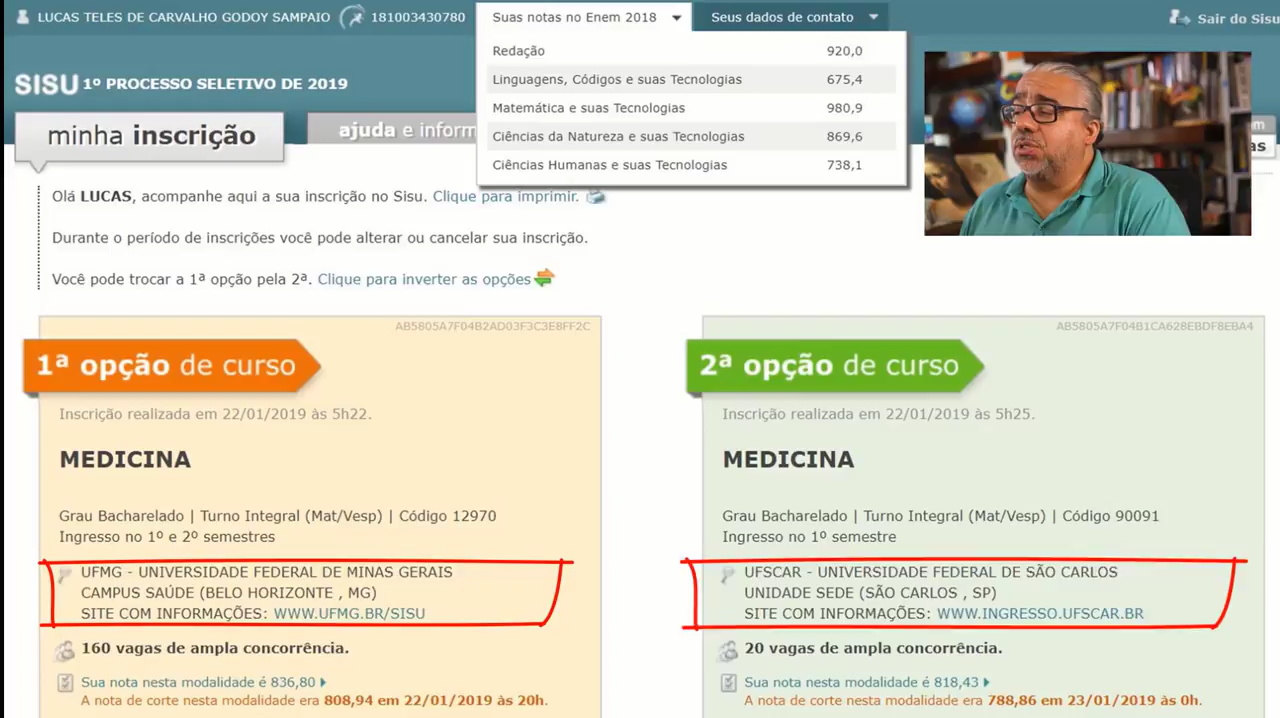 LUCAS TELES DE CARVALHO GODOY SAMPAIO 181003430780 Suas notas no Enem 2018 Seus dados de contato Sair do Sisu
Redação 920,0
Linguagens, Códigos e suas Tecnologias 675,4
Matemática e suas Tecnologias 980,9
Ciências da Natureza e suas Tecnologias 869,6
Ciências Humanas e suas Tecnologias 738,1
SISU 1º PROCESSO SELETIVO DE 2019
minha inscrição ajuda e inform
Olá LUCAS, acompanhe aqui a sua inscrição no Sisu. Clique para imprimir.
Durante o período de inscrições você pode alterar ou cancelar sua inscrição.
Você pode trocar a 1ª opção pela 2ª. Clique para inverter as opções
AB5805A7F04B2AD03F3C3E8FF2C
1ª opção de curso
Inscrição realizada em 22/01/2019 às 5h22.
MEDICINA
Grau Bacharelado | Turno Integral (Mat/Vesp) | Código 12970
Ingresso no 1º e 2º semestres
UFMG - UNIVERSIDADE FEDERAL DE MINAS GERAIS
CAMPUS SAÚDE (BELO HORIZONTE , MG)
SITE COM INFORMAÇÕES: WWW.UFMG.BR/SISU
160 vagas de ampla concorrência.
Sua nota nesta modalidade é 836,80
A nota de corte nesta modalidade era 808,94 em 22/01/2019 às 20h.
AB5805A7F04B1CA628EBDF8EBA4
2ª opção de curso
Inscrição realizada em 22/01/2019 às 5h25.
MEDICINA
Grau Bacharelado | Turno Integral (Mat/Vesp) | Código 90091
Ingresso no 1º semestre
UFSCAR - UNIVERSIDADE FEDERAL DE SÃO CARLOS
UNIDADE SEDE (SÃO CARLOS , SP)
SITE COM INFORMAÇÕES: WWW.INGRESSO.UFSCAR.BR
20 vagas de ampla concorrência.
Sua nota nesta modalidade é 818,43
A nota de corte nesta modalidade era 788,86 em 23/01/2019 às 0h.